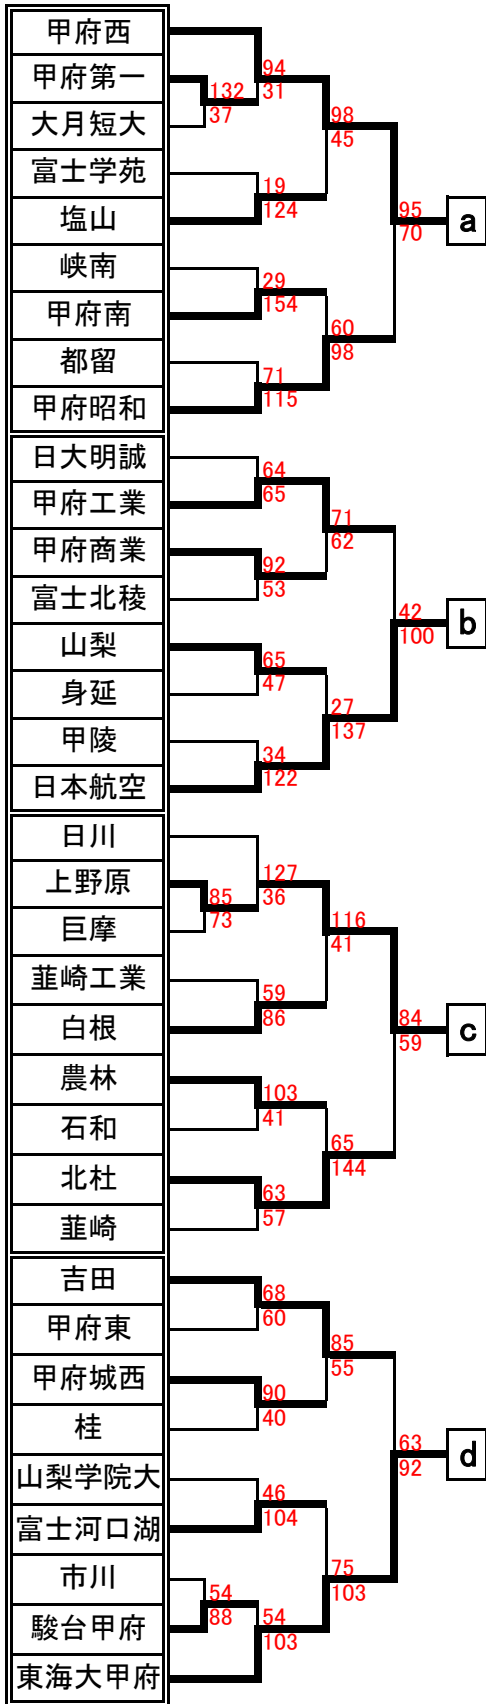 甲府西
甲府第一
大月短大
富士学苑
塩山
峡南
甲府南
都留
甲府昭和
132
37
94
31
19
124
29
154
71
115
98
45
60
98
95
70
a
日大明誠
甲府工業
甲府商業
富士北稜
山梨
身延
甲陵
日本航空
64
65
92
53
65
47
34
122
71
62
27
137
42
100
b
日川
上野原
巨摩
韮崎工業
白根
農林
石和
北杜
韮崎
85
73
127
36
59
86
103
41
63
57
116
41
65
144
84
59
c
吉田
甲府東
甲府城西
桂
山梨学院大
富士河口湖
市川
駿台甲府
東海大甲府
54
88
68
60
90
40
46
104
54
103
85
55
75
103
63
92
d